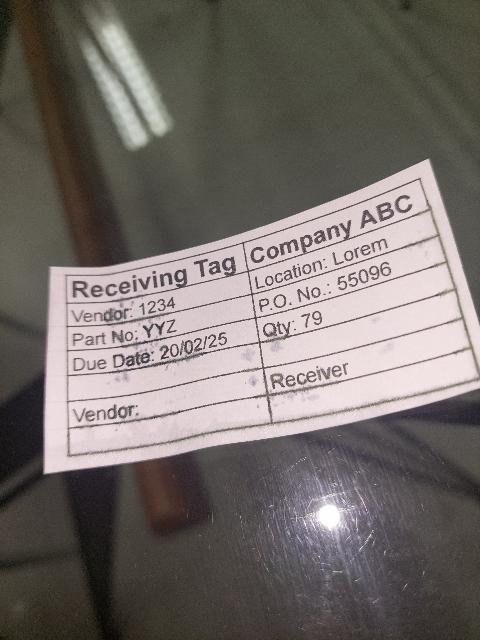 Receiving Tag Company ABC
Vendor: 1234 Location: Lorem
Part No: YYZ P.O. No.: 55096
Due Date: 20/02/25 Qty: 79
Receiver
Vendor: